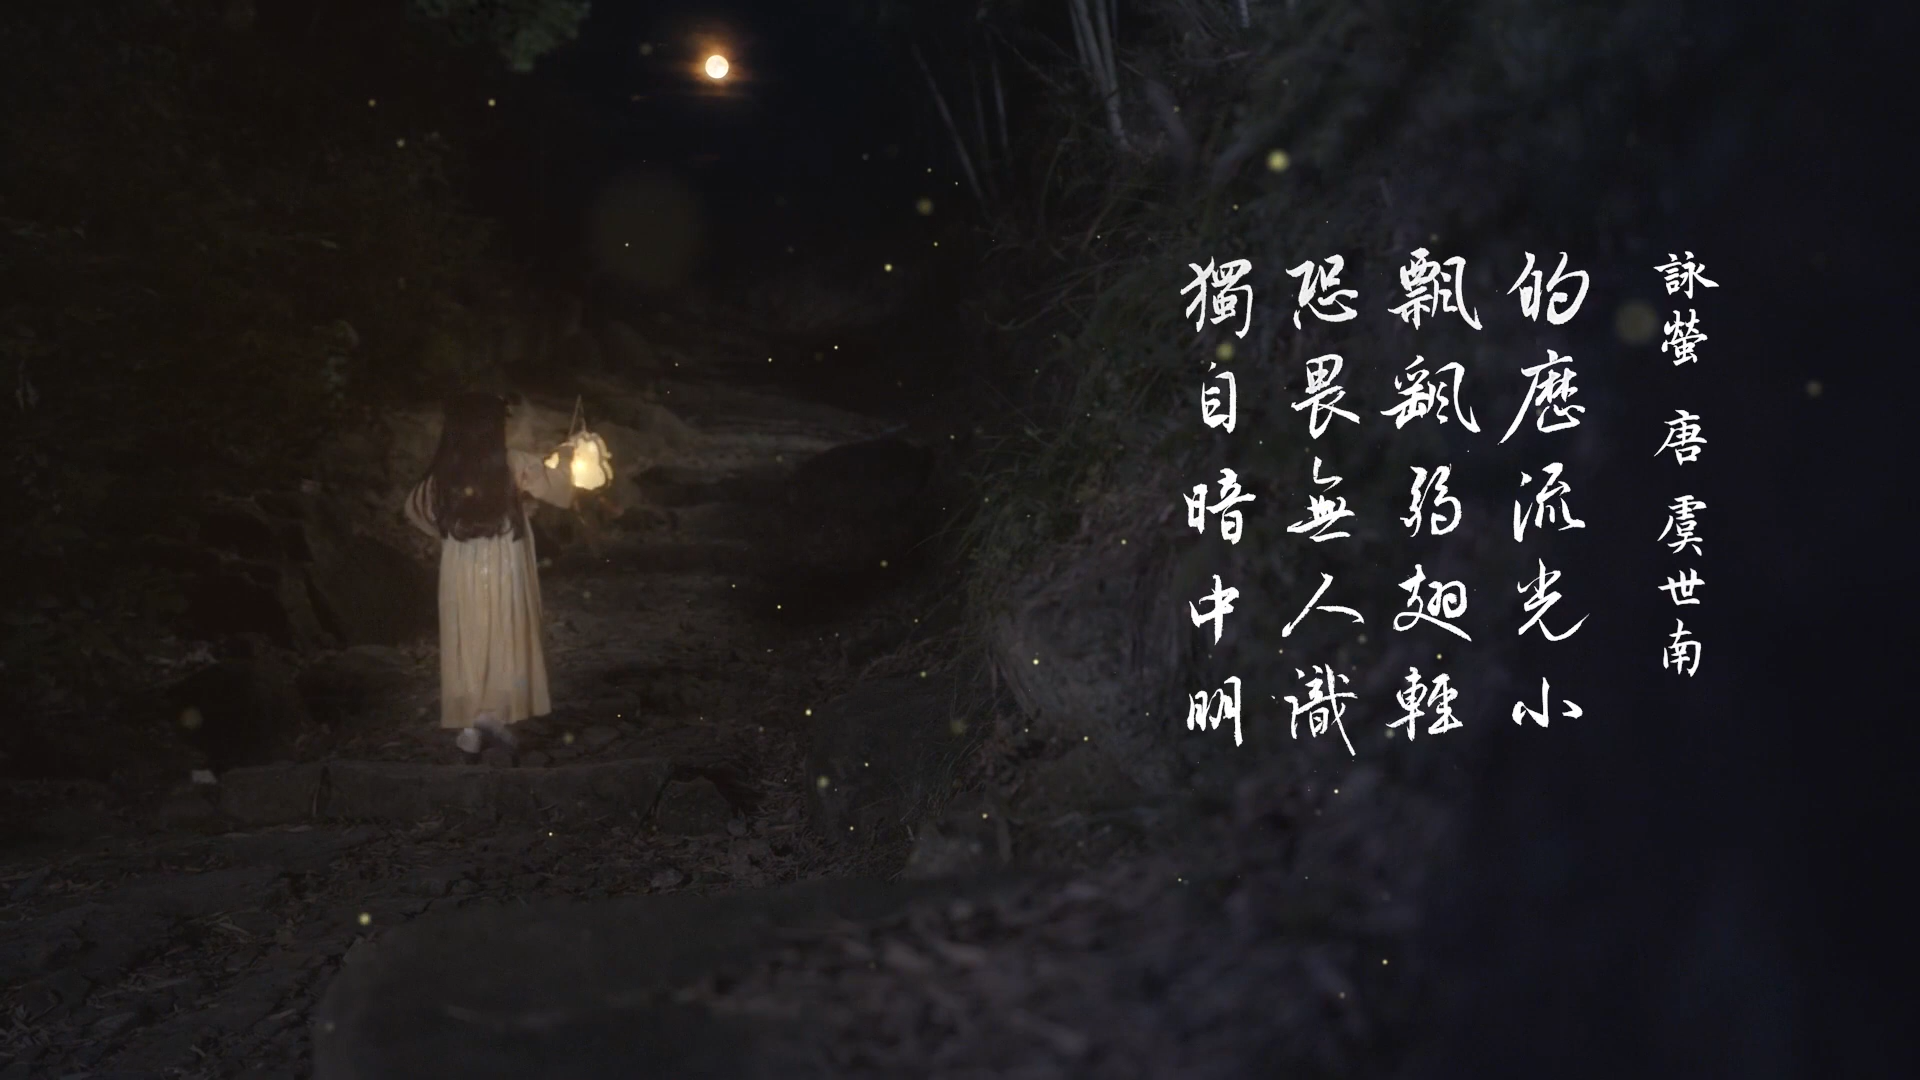 詠螢 唐 虞世南
的歷流光小
飄颻弱翅輕
恐畏無人識
獨自暗中明